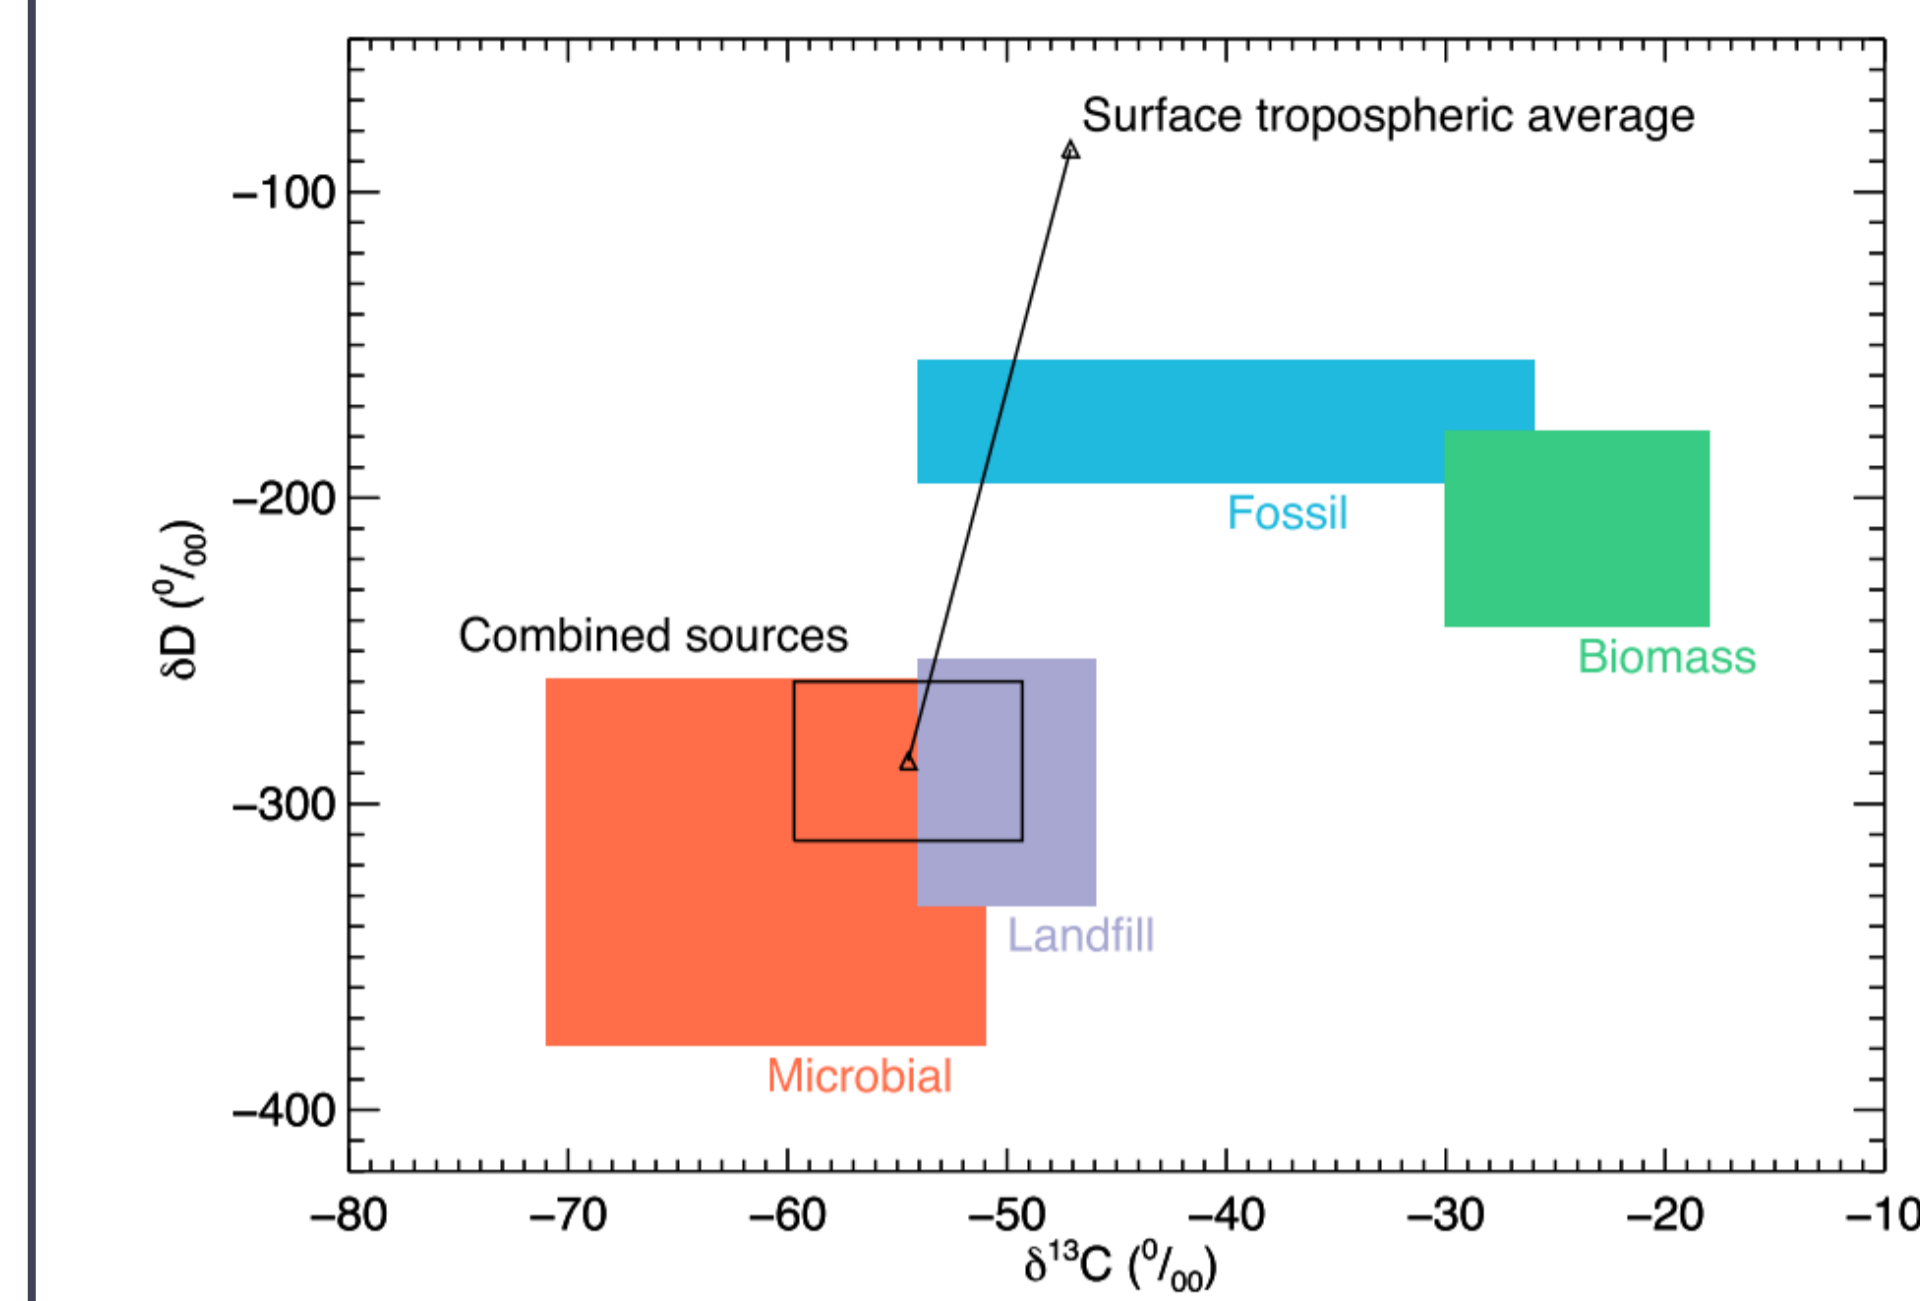 Surface tropospheric average
−100
−200
Fossil
δD (⁰/₀₀)
Combined sources
Biomass
−300
Landfill
Microbial
−400
−80 −70 −60 −50 −40 −30 −20 −10
δ¹³C (⁰/₀₀)